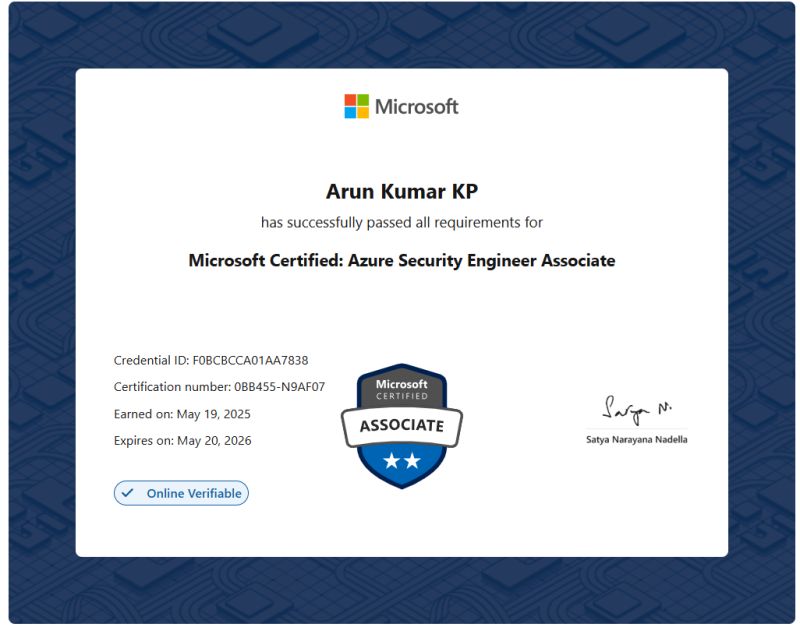 Microsoft
Arun Kumar KP
has successfully passed all requirements for
Microsoft Certified: Azure Security Engineer Associate
Credential ID: F0BCBCCA01AA7838
Certification number: 0BB455-N9AF07
Earned on: May 19, 2025
Expires on: May 20, 2026
Online Verifiable
Microsoft
CERTIFIED
ASSOCIATE
Satya N.
Satya Narayana Nadella